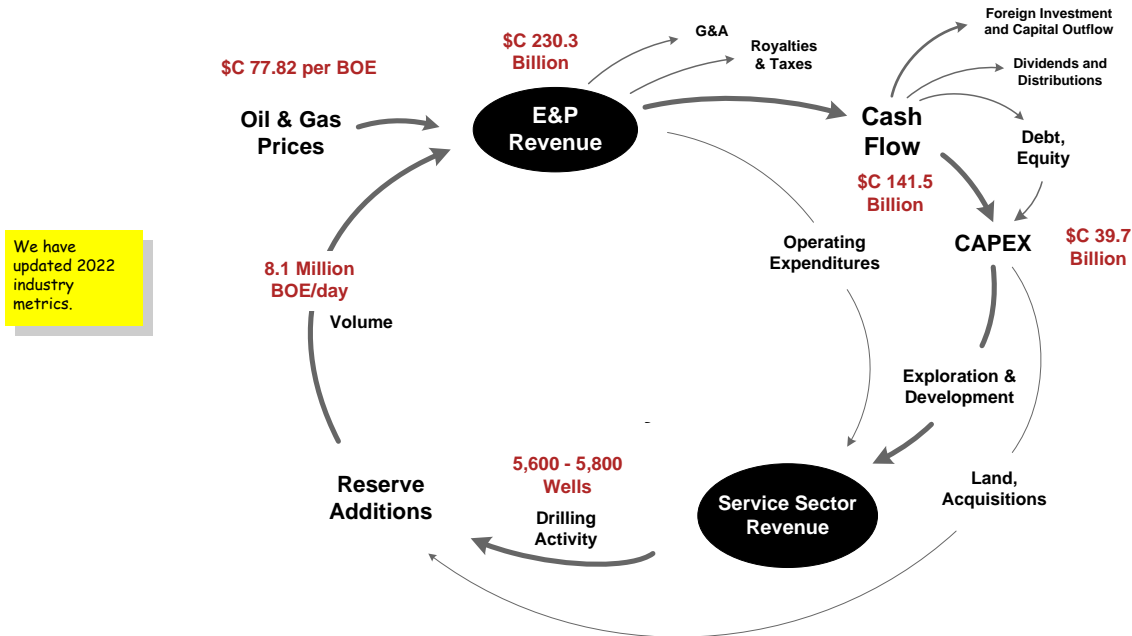 Foreign Investment
and Capital Outflow
$C 230.3
Billion
G&A
Royalties
& Taxes
$C 77.82 per BOE
Dividends and
Distributions
Oil & Gas
Prices
E&P
Revenue
Cash
Flow
Debt,
Equity
$C 141.5
Billion
We have
updated 2022
industry
metrics.
8.1 Million
BOE/day
Volume
Operating
Expenditures
CAPEX
$C 39.7
Billion
Exploration &
Development
5,600 - 5,800
Wells
Drilling
Activity
Reserve
Additions
Service Sector
Revenue
Land,
Acquisitions